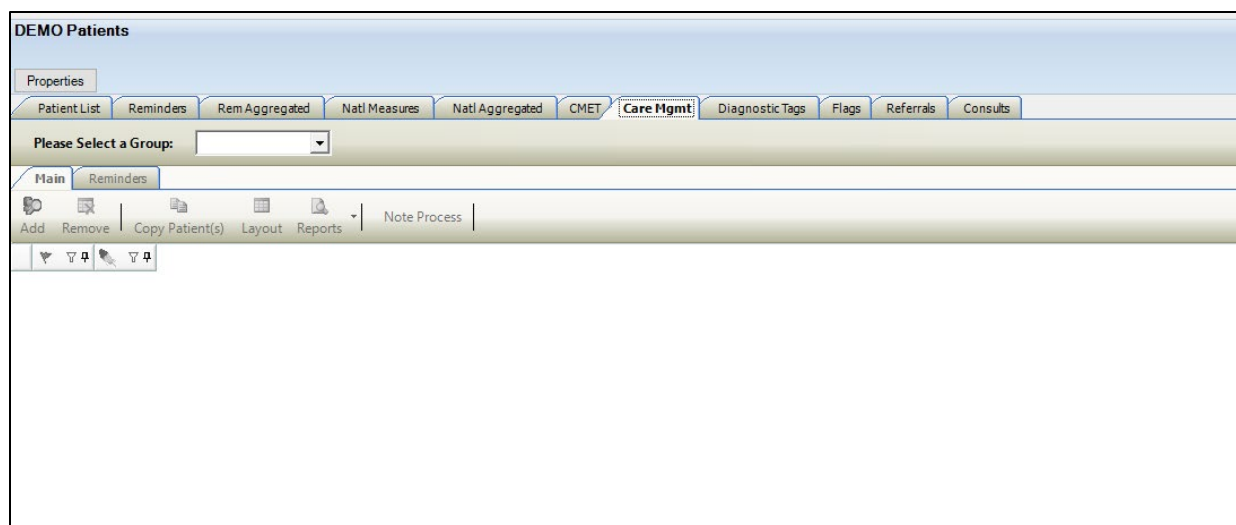 DEMO Patients
Properties
Patient List Reminders Rem Aggregated Natl Measures Natl Aggregated CMET Care Mgmt Diagnostic Tags Flags Referrals Consults
Please Select a Group:
Main Reminders
Add Remove Copy Patient(s) Layout Reports Note Process